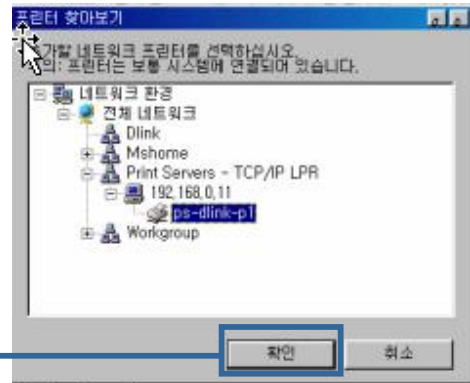 프린터 찾아보기
가할 네트워크 프린터를 선택하십시오.
의: 프린터는 보통 시스템에 연결되어 있습니다.
네트워크 환경
전체 네트워크
Dlink
Mshome
Print Servers - TCP/IP LPR
192,168,0,11
ps-dlink-p1
Workgroup
확인
취소